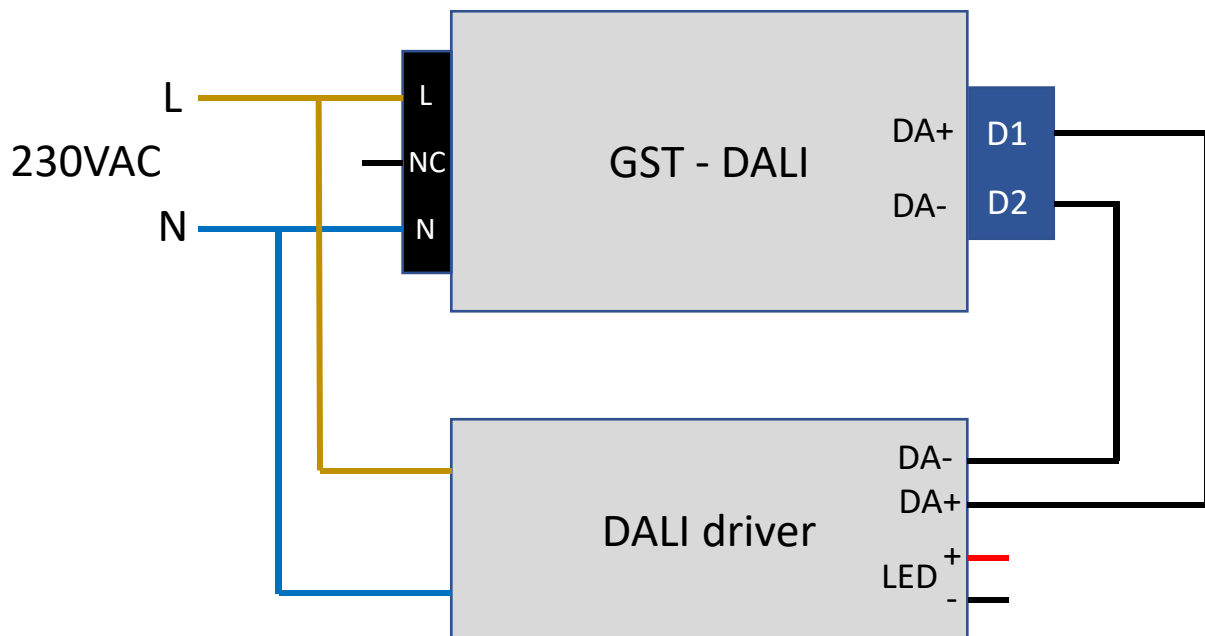 L
230VAC
N
L
NC
N
GST - DALI
DA+
DA-
D1
D2
DALI driver
DA-
DA+
LED
+
-